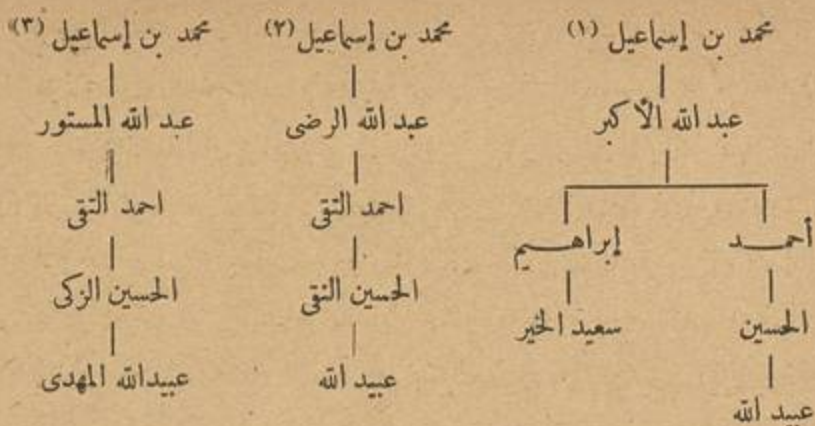 محمد بن إسماعيل (١) محمد بن إسماعيل (٢) محمد بن إسماعيل (٣)
عبد الله الأكبر عبد الله الرضى عبد الله المستور
احمد التقى احمد التقى
أحمـــد إبراهـــيم
الحسين التقى الحسين الزكى
الحسين سعيد الخير
عبيد الله عبيدالله المهدى
عبيد الله